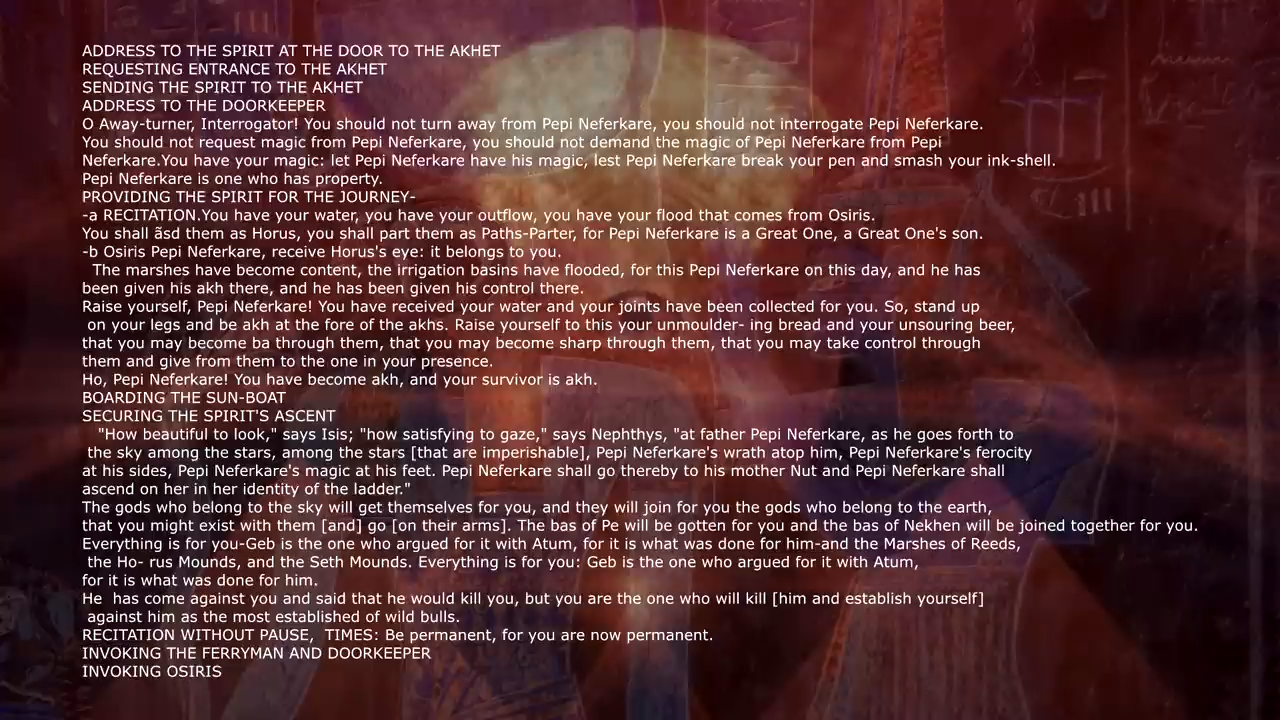 ADDRESS TO THE SPIRIT AT THE DOOR TO THE AKHET
REQUESTING ENTRANCE TO THE AKHET
SENDING THE SPIRIT TO THE AKHET
ADDRESS TO THE DOORKEEPER
O Away-turner, Interrogator! You should not turn away from Pepi Neferkare, you should not interrogate Pepi Neferkare.
You should not request magic from Pepi Neferkare, you should not demand the magic of Pepi Neferkare from Pepi
Neferkare.You have your magic: let Pepi Neferkare have his magic, lest Pepi Neferkare break your pen and smash your ink-shell.
Pepi Neferkare is one who has property.
PROVIDING THE SPIRIT FOR THE JOURNEY-
-a RECITATION.You have your water, you have your outflow, you have your flood that comes from Osiris.
You shall ãsd them as Horus, you shall part them as Paths-Parter, for Pepi Neferkare is a Great One, a Great One's son.
-b Osiris Pepi Neferkare, receive Horus's eye: it belongs to you.
The marshes have become content, the irrigation basins have flooded, for this Pepi Neferkare on this day, and he has
been given his akh there, and he has been given his control there.
Raise yourself, Pepi Neferkare! You have received your water and your joints have been collected for you. So, stand up
on your legs and be akh at the fore of the akhs. Raise yourself to this your unmoulder- ing bread and your unsouring beer,
that you may become ba through them, that you may become sharp through them, that you may take control through
them and give from them to the one in your presence.
Ho, Pepi Neferkare! You have become akh, and your survivor is akh.
BOARDING THE SUN-BOAT
SECURING THE SPIRIT'S ASCENT
"How beautiful to look," says Isis; "how satisfying to gaze," says Nephthys, "at father Pepi Neferkare, as he goes forth to
the sky among the stars, among the stars [that are imperishable], Pepi Neferkare's wrath atop him, Pepi Neferkare's ferocity
at his sides, Pepi Neferkare's magic at his feet. Pepi Neferkare shall go thereby to his mother Nut and Pepi Neferkare shall
ascend on her in her identity of the ladder."
The gods who belong to the sky will get themselves for you, and they will join for you the gods who belong to the earth,
that you might exist with them [and] go [on their arms]. The bas of Pe will be gotten for you and the bas of Nekhen will be joined together for you.
Everything is for you-Geb is the one who argued for it with Atum, for it is what was done for him-and the Marshes of Reeds,
the Ho- rus Mounds, and the Seth Mounds. Everything is for you: Geb is the one who argued for it with Atum,
for it is what was done for him.
He  has come against you and said that he would kill you, but you are the one who will kill [him and establish yourself]
against him as the most established of wild bulls.
RECITATION WITHOUT PAUSE,  TIMES: Be permanent, for you are now permanent.
INVOKING THE FERRYMAN AND DOORKEEPER
INVOKING OSIRIS